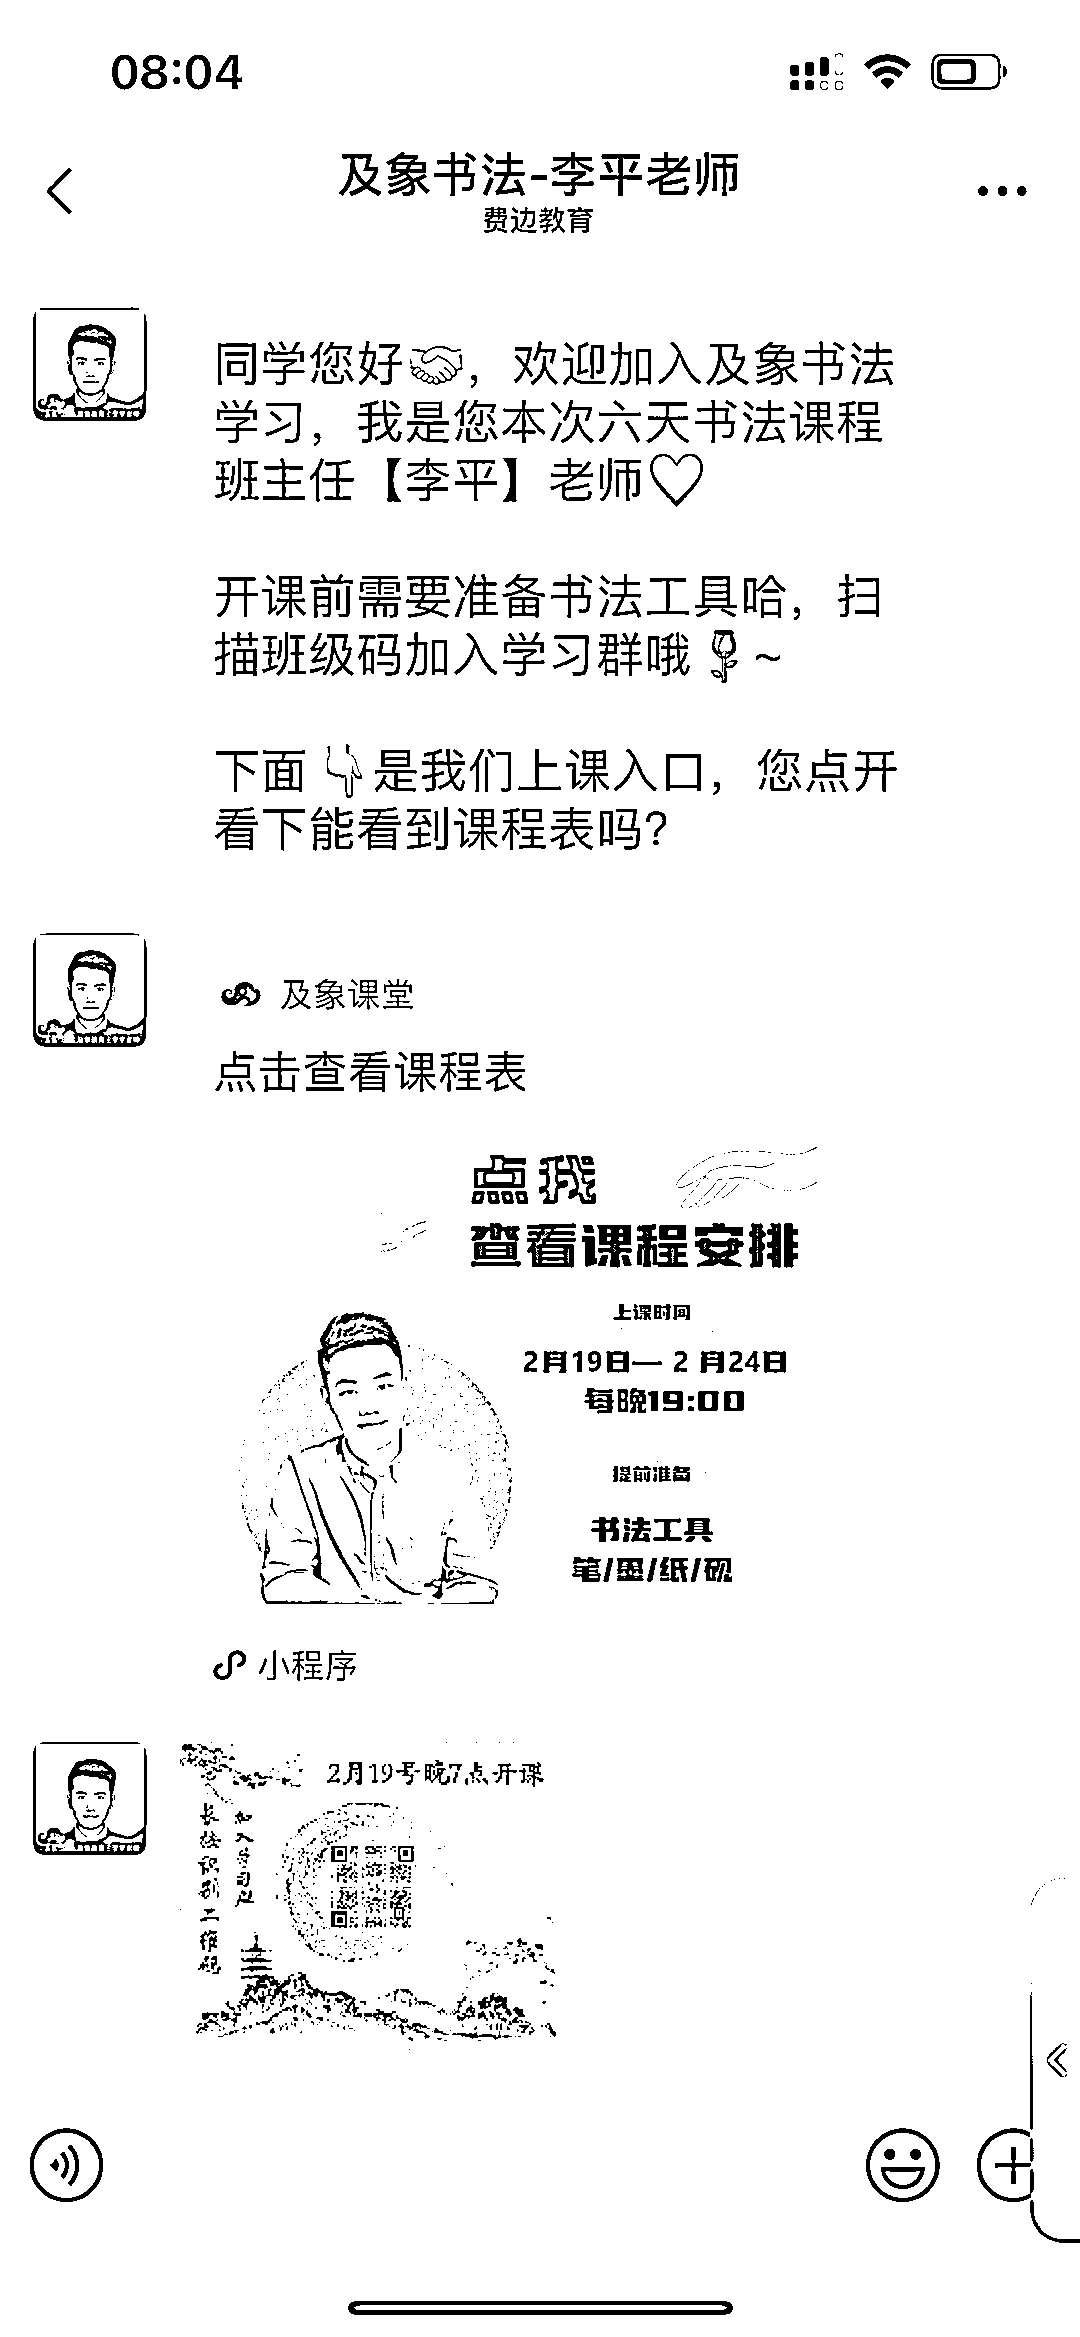 08:04
及象书法-李平老师
费边教育
同学您好🤝，欢迎加入及象书法
学习，我是您本次六天书法课程
班主任【李平】老师♡
开课前需要准备书法工具哈，扫
描班级码加入学习群哦🌹~
下面👇是我们上课入口，您点开
看下能看到课程表吗？
及象课堂
点击查看课程表
点我
查看课程安排
上课时间
2月19日— 2 月24日
每晚19:00
提前准备
书法工具
笔/墨/纸/砚
小程序
2月19号晚7点开课
长按识别二维码